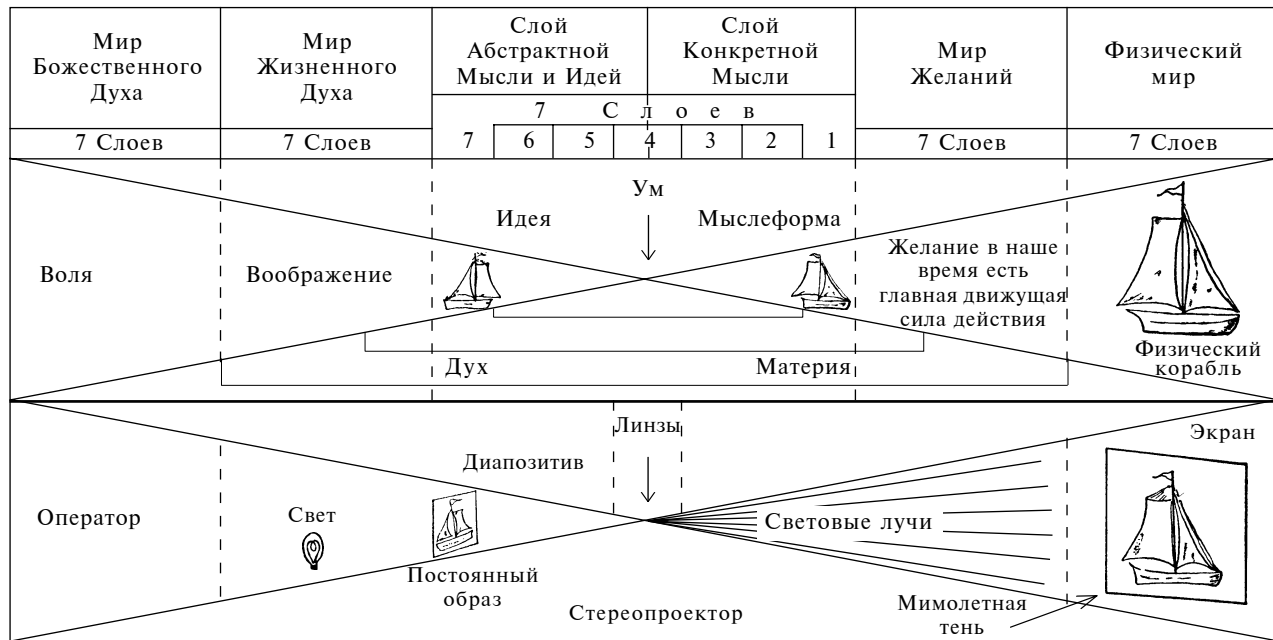 Мир
Божественного
Духа
Мир
Жизненного
Духа
Слой
Абстрактной
Мысли и Идей
Слой
Конкретной
Мысли
Мир
Желаний
Физический
мир
7 Слоев
7 Слоев
7 Слоев
7 6 5 4 3 2 1
7 Слоев
7 Слоев
Ум
Идея
Мыслеформа
Воля
Воображение
Желание в наше
время есть
главная движущая
сила действия
Физический
корабль
Дух
Материя
Линзы
Экран
Диапозитив
Оператор
Свет
Световые лучи
Постоянный
образ
Стереопроектор
Мимолетная
тень